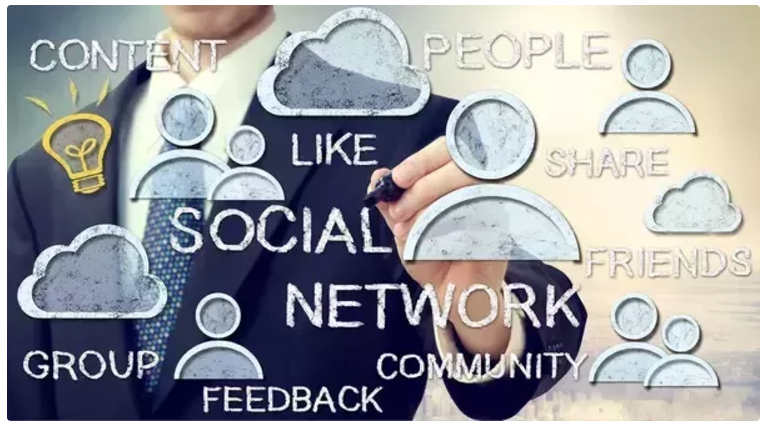 CONTENT
PEOPLE
LIKE
SHARE
SOCIAL
FRIENDS
NETWORK
GROUP
COMMUNITY
FEEDBACK